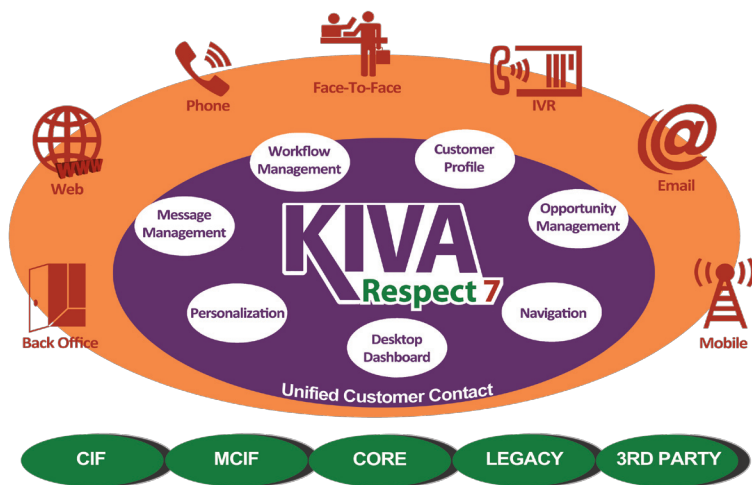 Face-To-Face
Phone
IVR
Web
WWW
Email
@
Back Office
Mobile
Workflow
Management
Customer
Profile
Message
Management
Opportunity
Management
KIVA
Respect 7
Personalization
Navigation
Desktop
Dashboard
Unified Customer Contact
CIF
MCIF
CORE
LEGACY
3RD PARTY